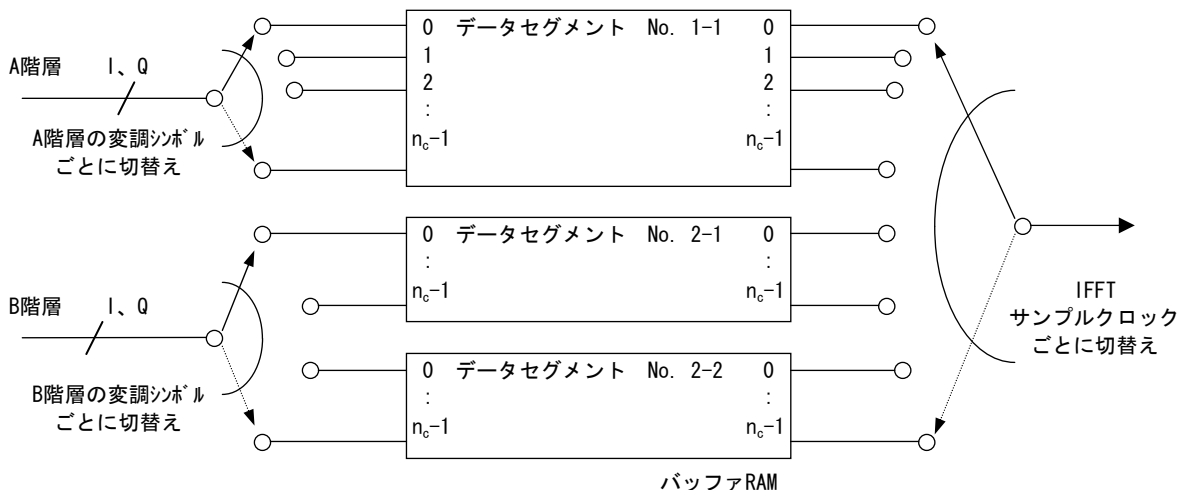 A階層 I、Q
A階層の変調ｼﾝﾎﾞﾙ
ごとに切替え
0 データセグメント No. 1-1 0
1 1
2 2
: :
nc-1 nc-1
B階層 I、Q
B階層の変調ｼﾝﾎﾞﾙ
ごとに切替え
0 データセグメント No. 2-1 0
: :
nc-1 nc-1
0 データセグメント No. 2-2 0
: :
nc-1 nc-1
バッファRAM
IFFT
サンプルクロック
ごとに切替え